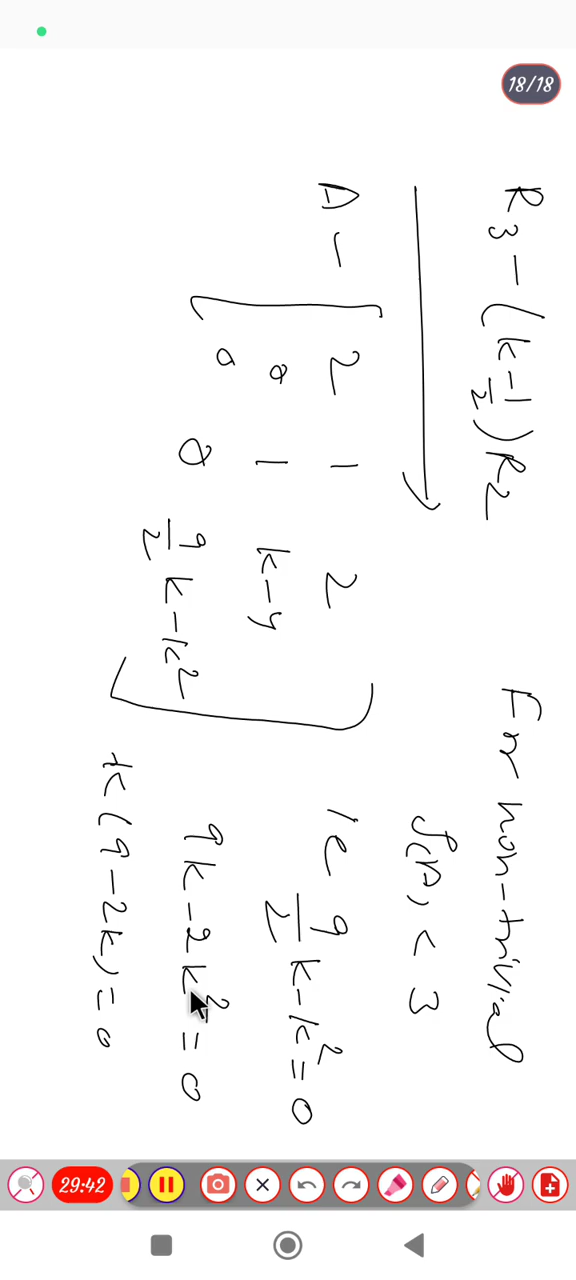 18/18
R3 - (k - 1/2) R2
A ~
[ 2 1 2
0 1 k-4
0 0 9/2 k - k² ]
For non-trivial
ρ(A) < 3
ie 9/2 k - k² = 0
9k - 2k² = 0
k(9 - 2k) = 0
29:42